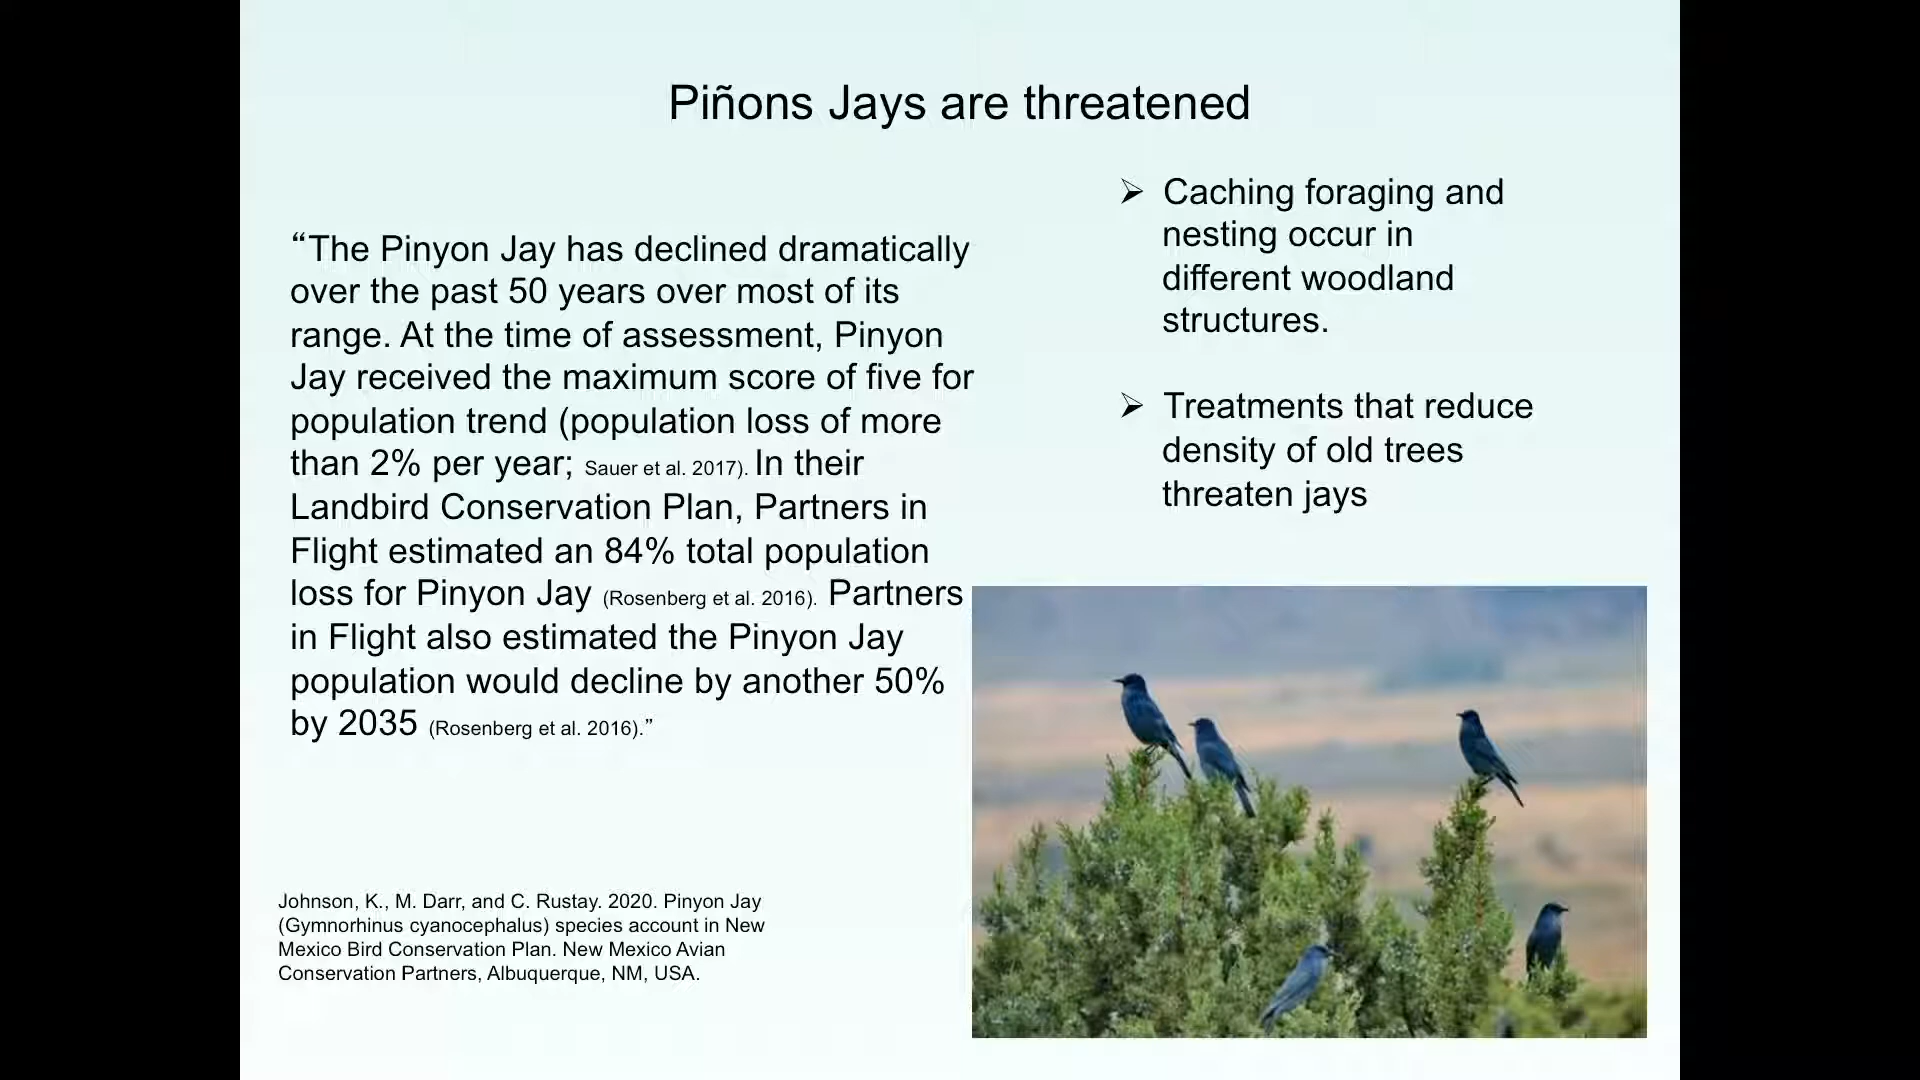 Piñons Jays are threatened
“The Pinyon Jay has declined dramatically
over the past 50 years over most of its
range. At the time of assessment, Pinyon
Jay received the maximum score of five for
population trend (population loss of more
than 2% per year; Sauer et al. 2017). In their
Landbird Conservation Plan, Partners in
Flight estimated an 84% total population
loss for Pinyon Jay (Rosenberg et al. 2016). Partners
in Flight also estimated the Pinyon Jay
population would decline by another 50%
by 2035 (Rosenberg et al. 2016).”
➢ Caching foraging and
nesting occur in
different woodland
structures.
➢ Treatments that reduce
density of old trees
threaten jays
Johnson, K., M. Darr, and C. Rustay. 2020. Pinyon Jay
(Gymnorhinus cyanocephalus) species account in New
Mexico Bird Conservation Plan. New Mexico Avian
Conservation Partners, Albuquerque, NM, USA.